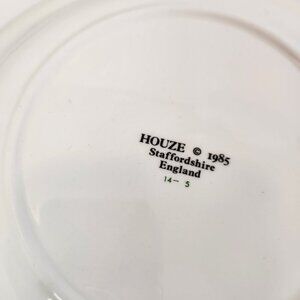 HOUZE © 1985
Staffordshire
England
14- 5